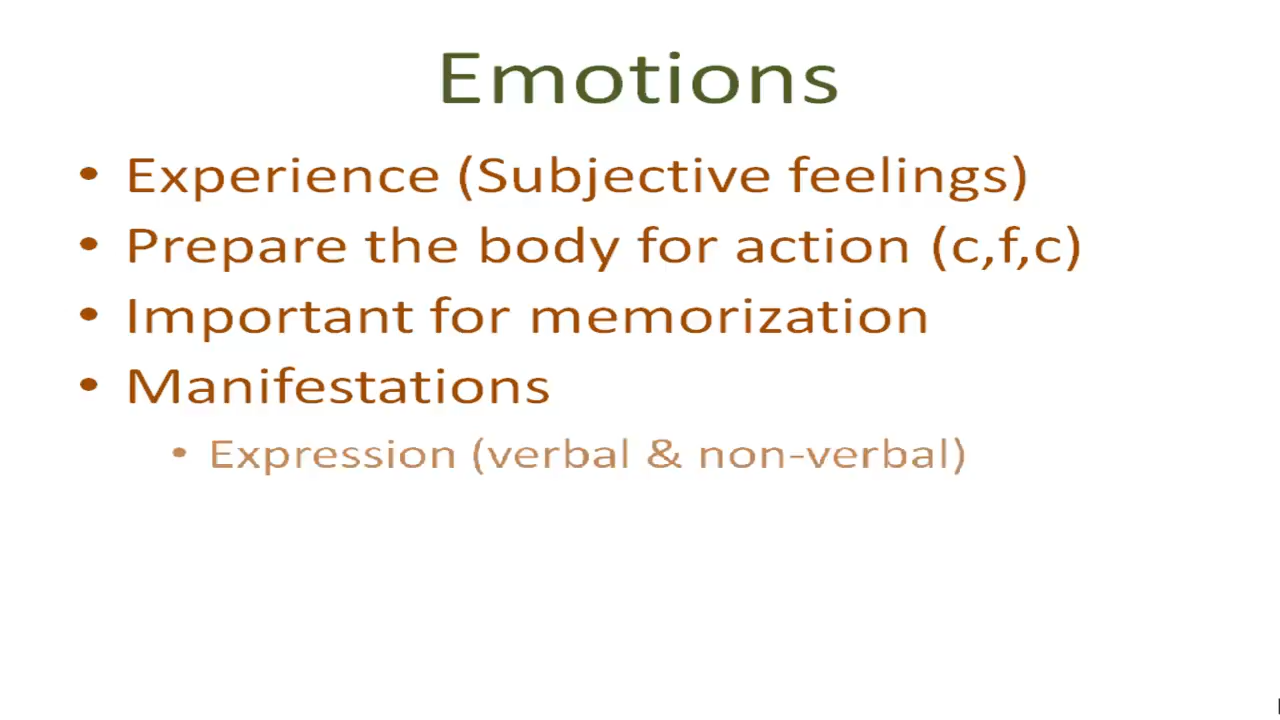 Emotions
• Experience (Subjective feelings)
• Prepare the body for action (c,f,c)
• Important for memorization
• Manifestations
• Expression (verbal & non-verbal)